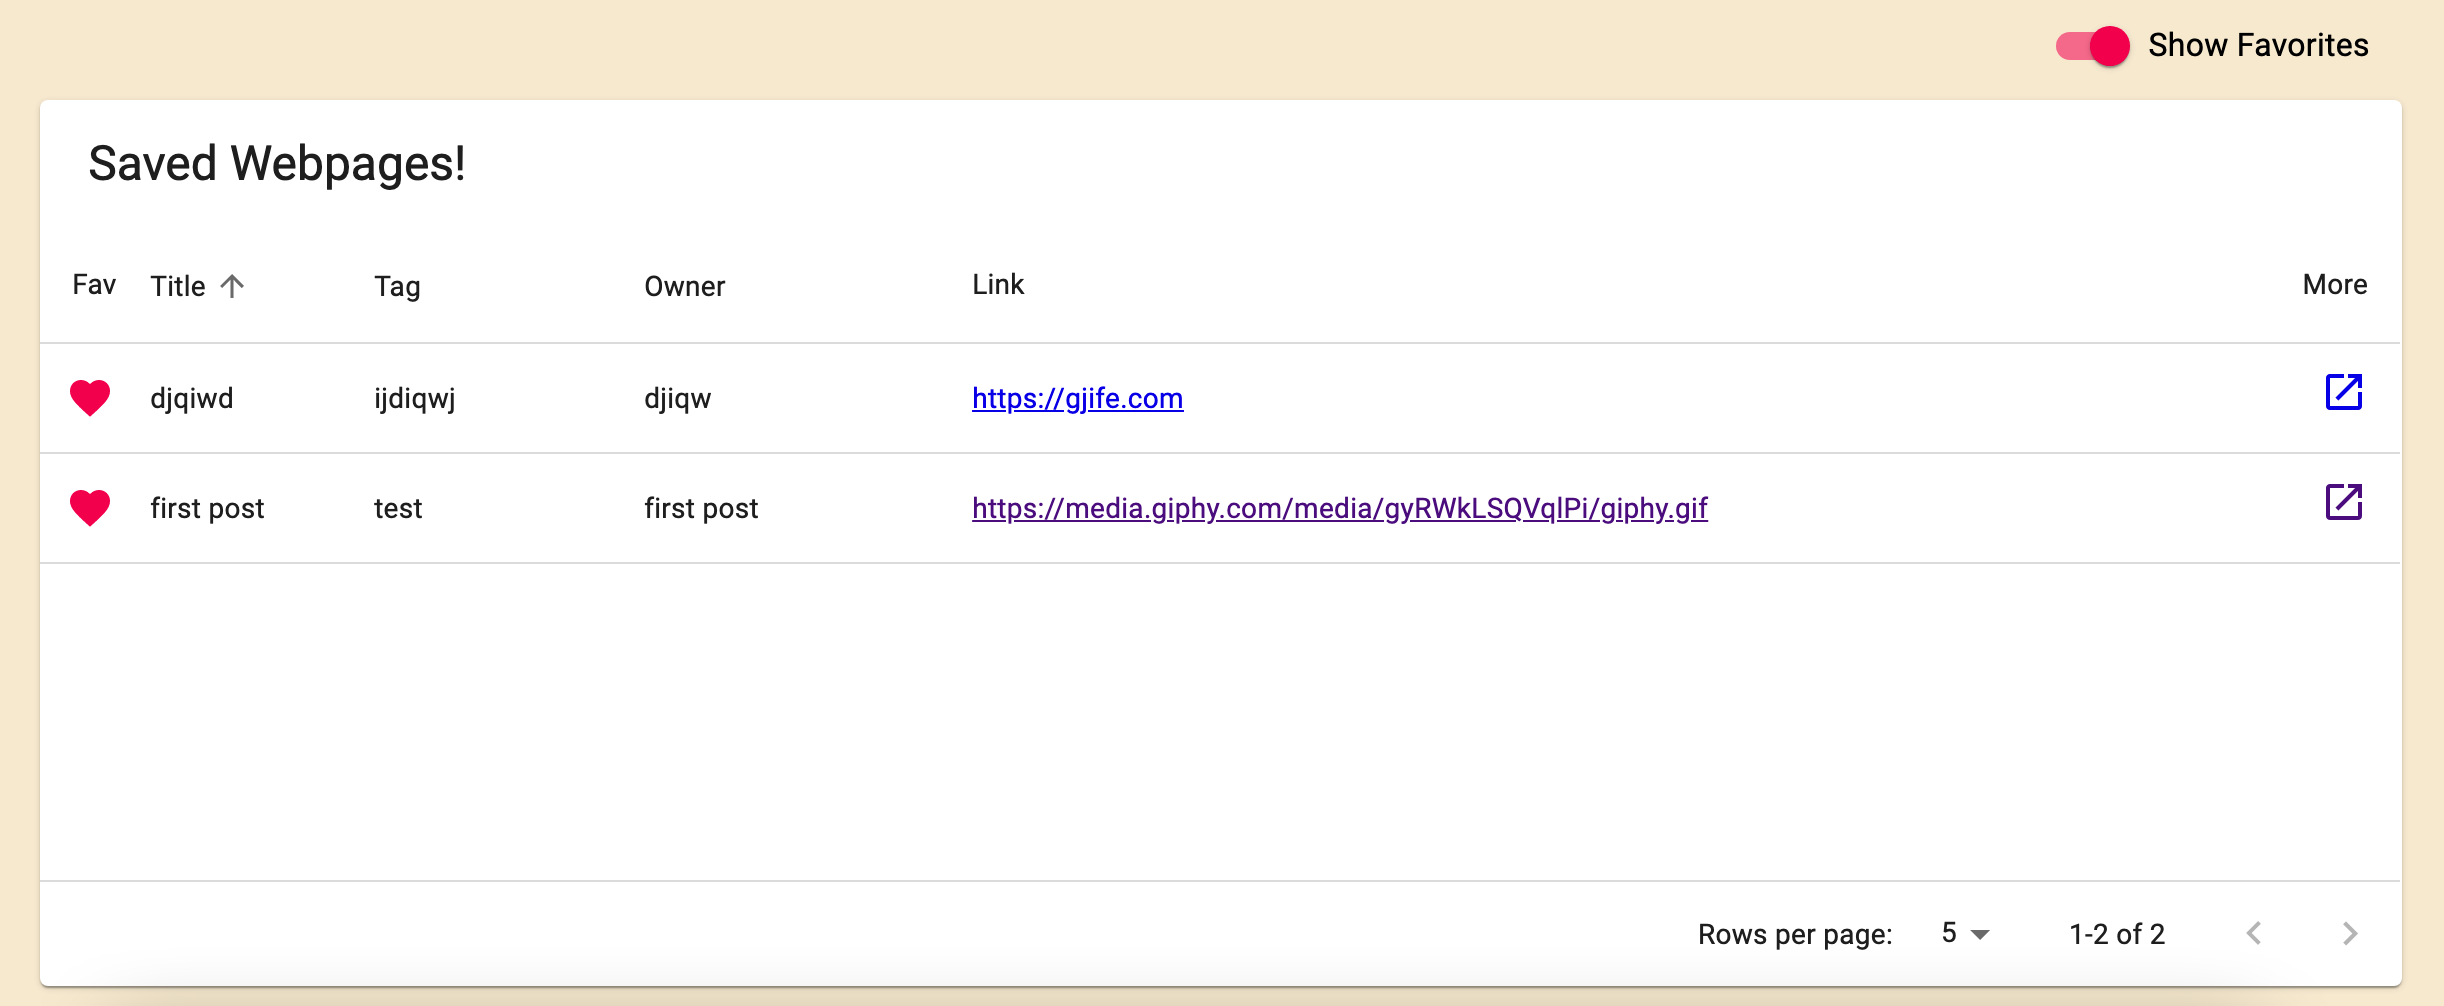 Show Favorites
Saved Webpages!
Fav Title Tag Owner Link More
djqiwd ijdiqwj djiqw https://gjife.com
first post test first post https://media.giphy.com/media/gyRWkLSQVqlPi/giphy.gif
Rows per page: 5 1-2 of 2